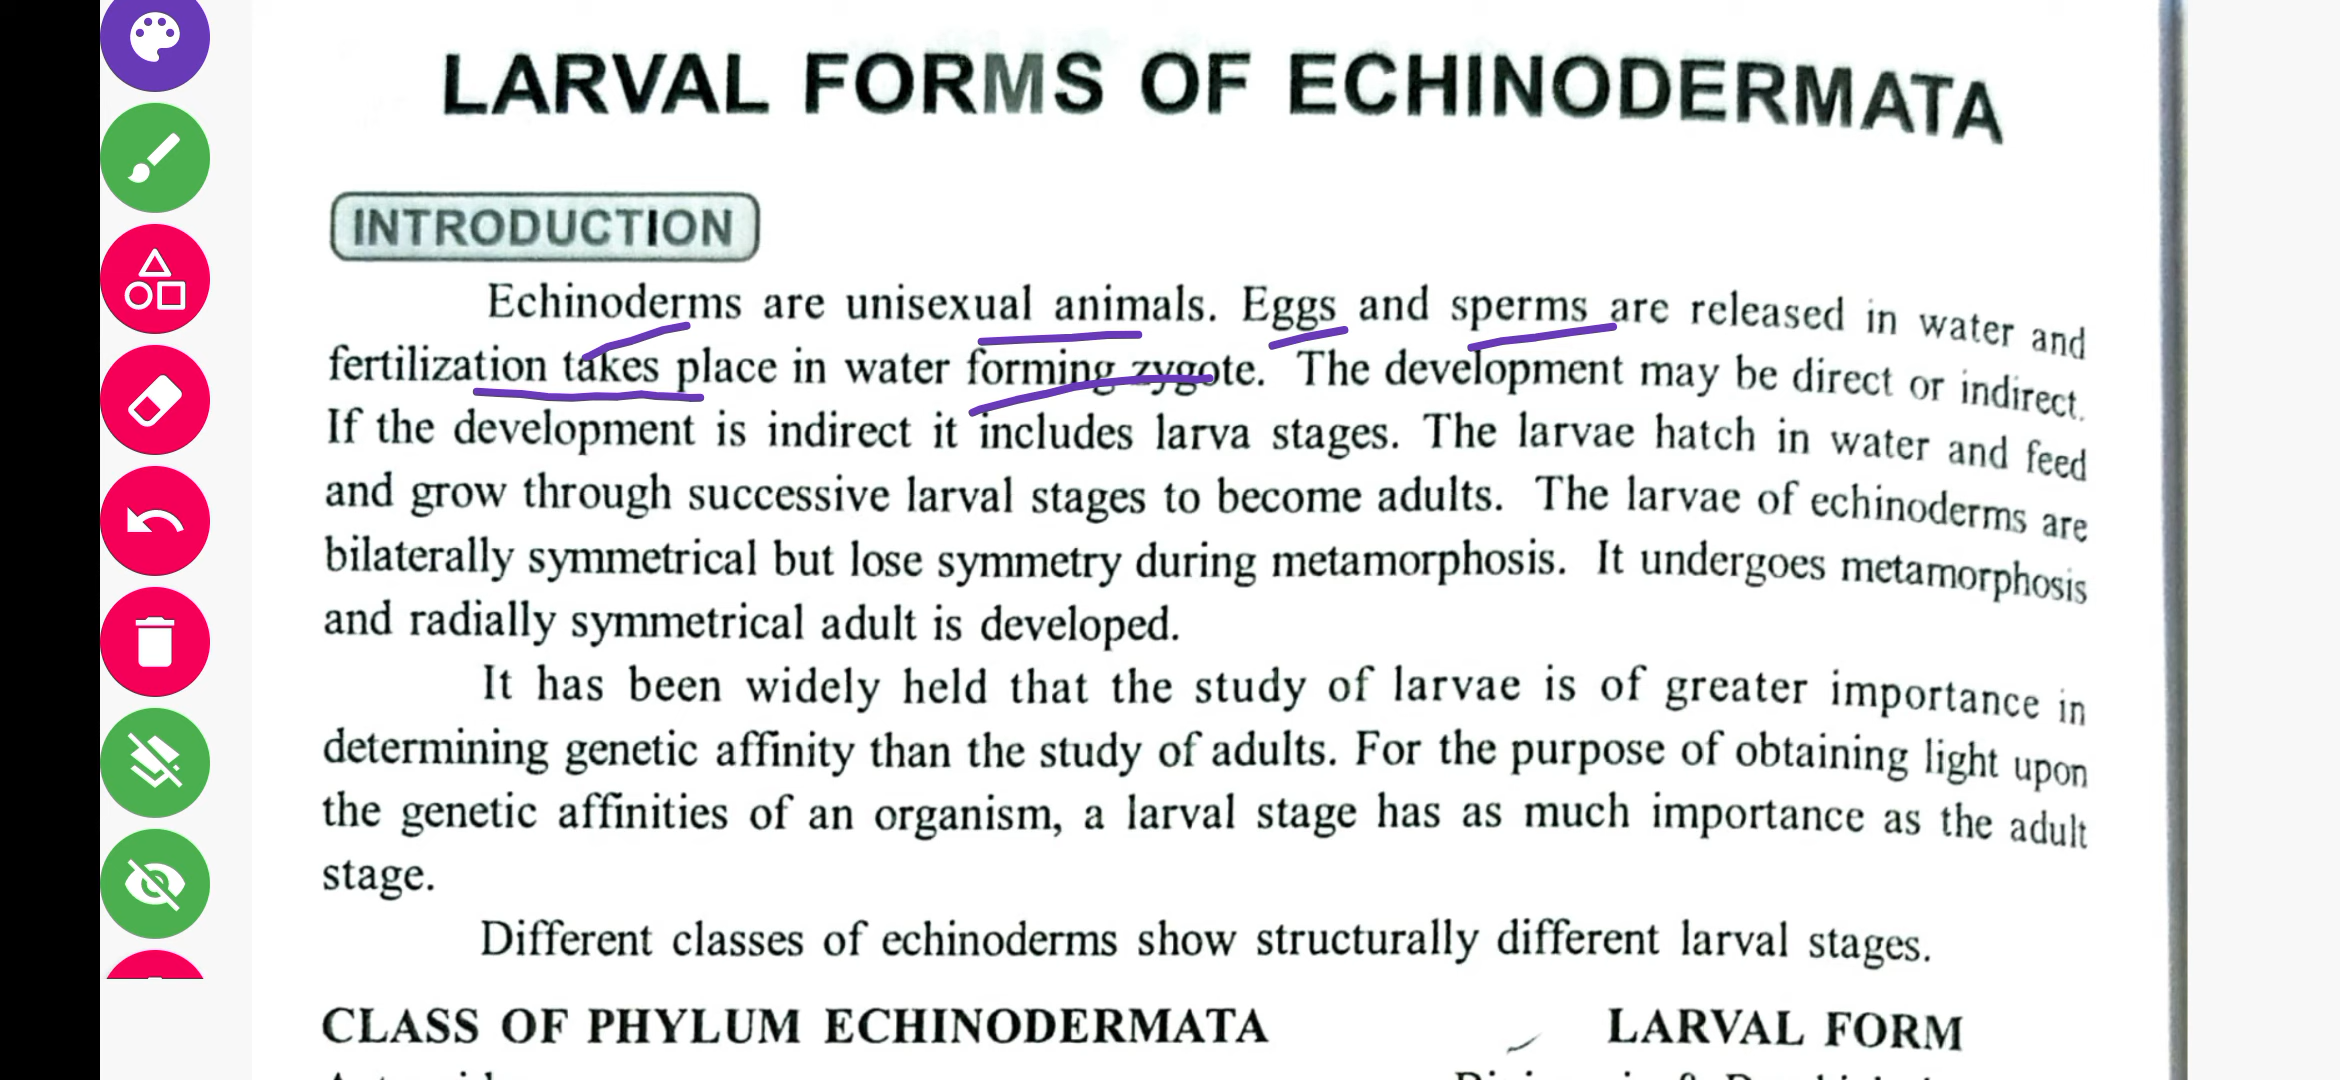 LARVAL FORMS OF ECHINODERMATA
INTRODUCTION
Echinoderms are unisexual animals. Eggs and sperms are released in water and
fertilization takes place in water forming zygote. The development may be direct or indirect.
If the development is indirect it includes larva stages. The larvae hatch in water and feed
and grow through successive larval stages to become adults. The larvae of echinoderms are
bilaterally symmetrical but lose symmetry during metamorphosis. It undergoes metamorphosis
and radially symmetrical adult is developed.
It has been widely held that the study of larvae is of greater importance in
determining genetic affinity than the study of adults. For the purpose of obtaining light upon
the genetic affinities of an organism, a larval stage has as much importance as the adult
stage.
Different classes of echinoderms show structurally different larval stages.
CLASS OF PHYLUM ECHINODERMATA LARVAL FORM